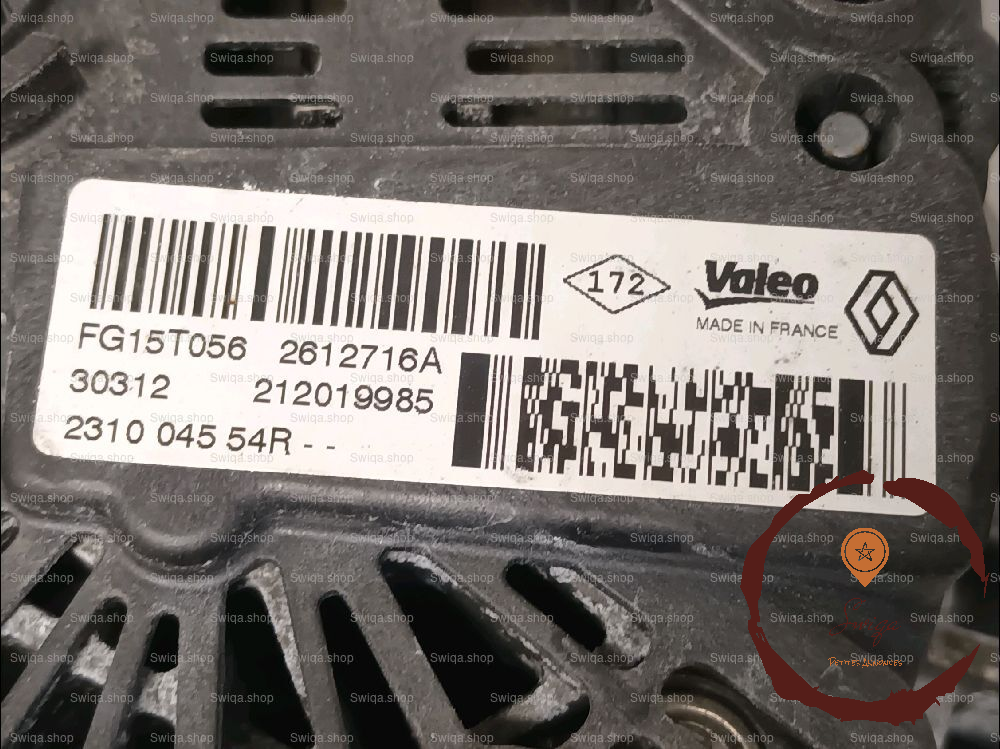 172
Valeo
MADE IN FRANCE
FG15T056 2612716A
30312 212019985
2310 045 54R - -
Swiqa.shop